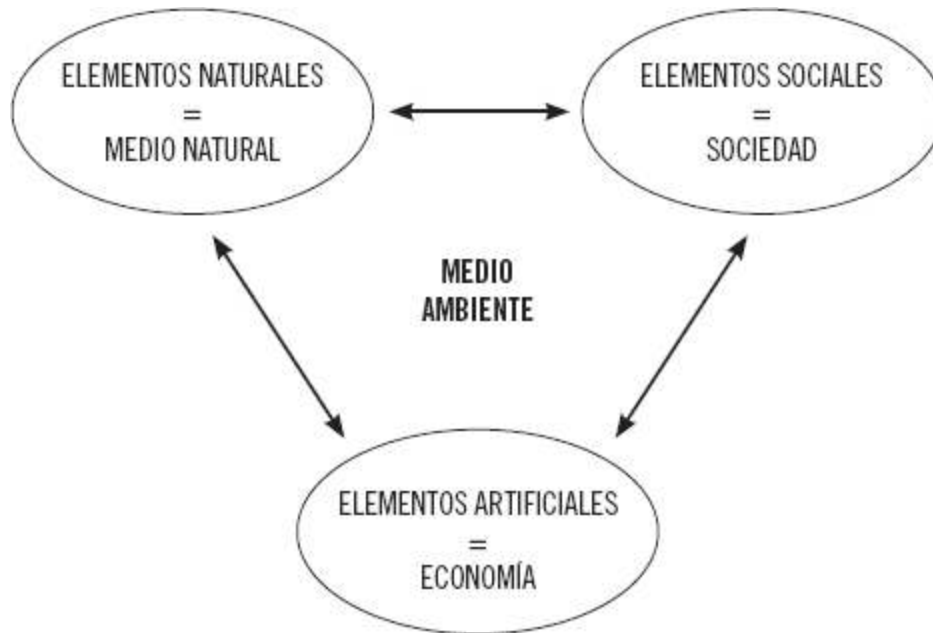 ELEMENTOS NATURALES
=
MEDIO NATURAL
ELEMENTOS SOCIALES
=
SOCIEDAD
MEDIO
AMBIENTE
ELEMENTOS ARTIFICIALES
=
ECONOMÍA